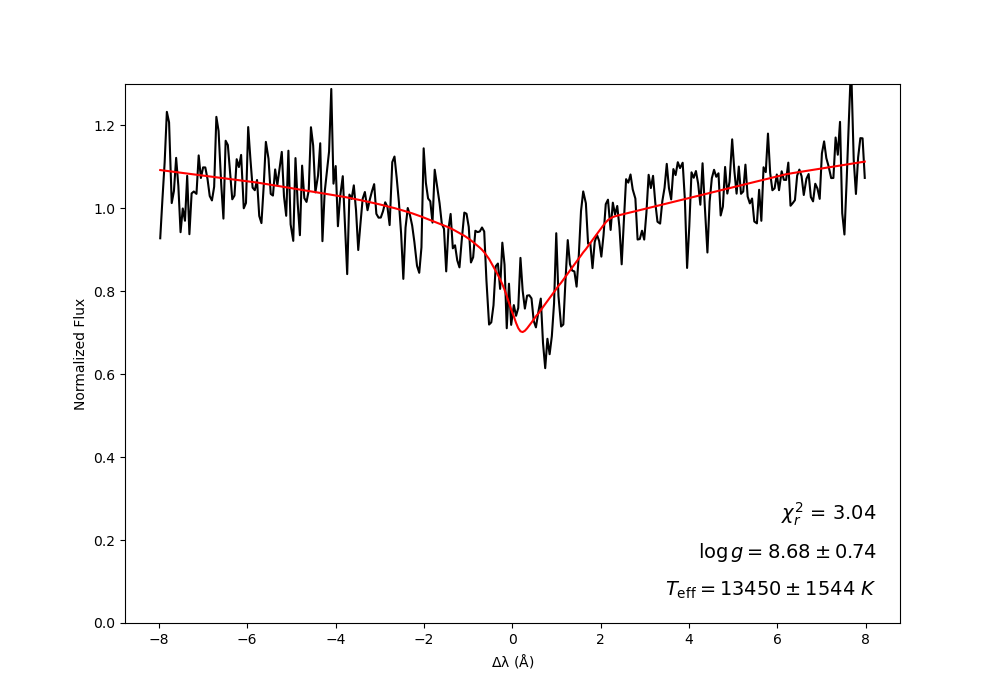 1.2
1.0
0.8
0.6
0.4
0.2
0.0
Normalized Flux
χ²ᵣ = 3.04
log g = 8.68 ± 0.74
T_eff = 13450 ± 1544 K
−8 −6 −4 −2 0 2 4 6 8
Δλ (Å)